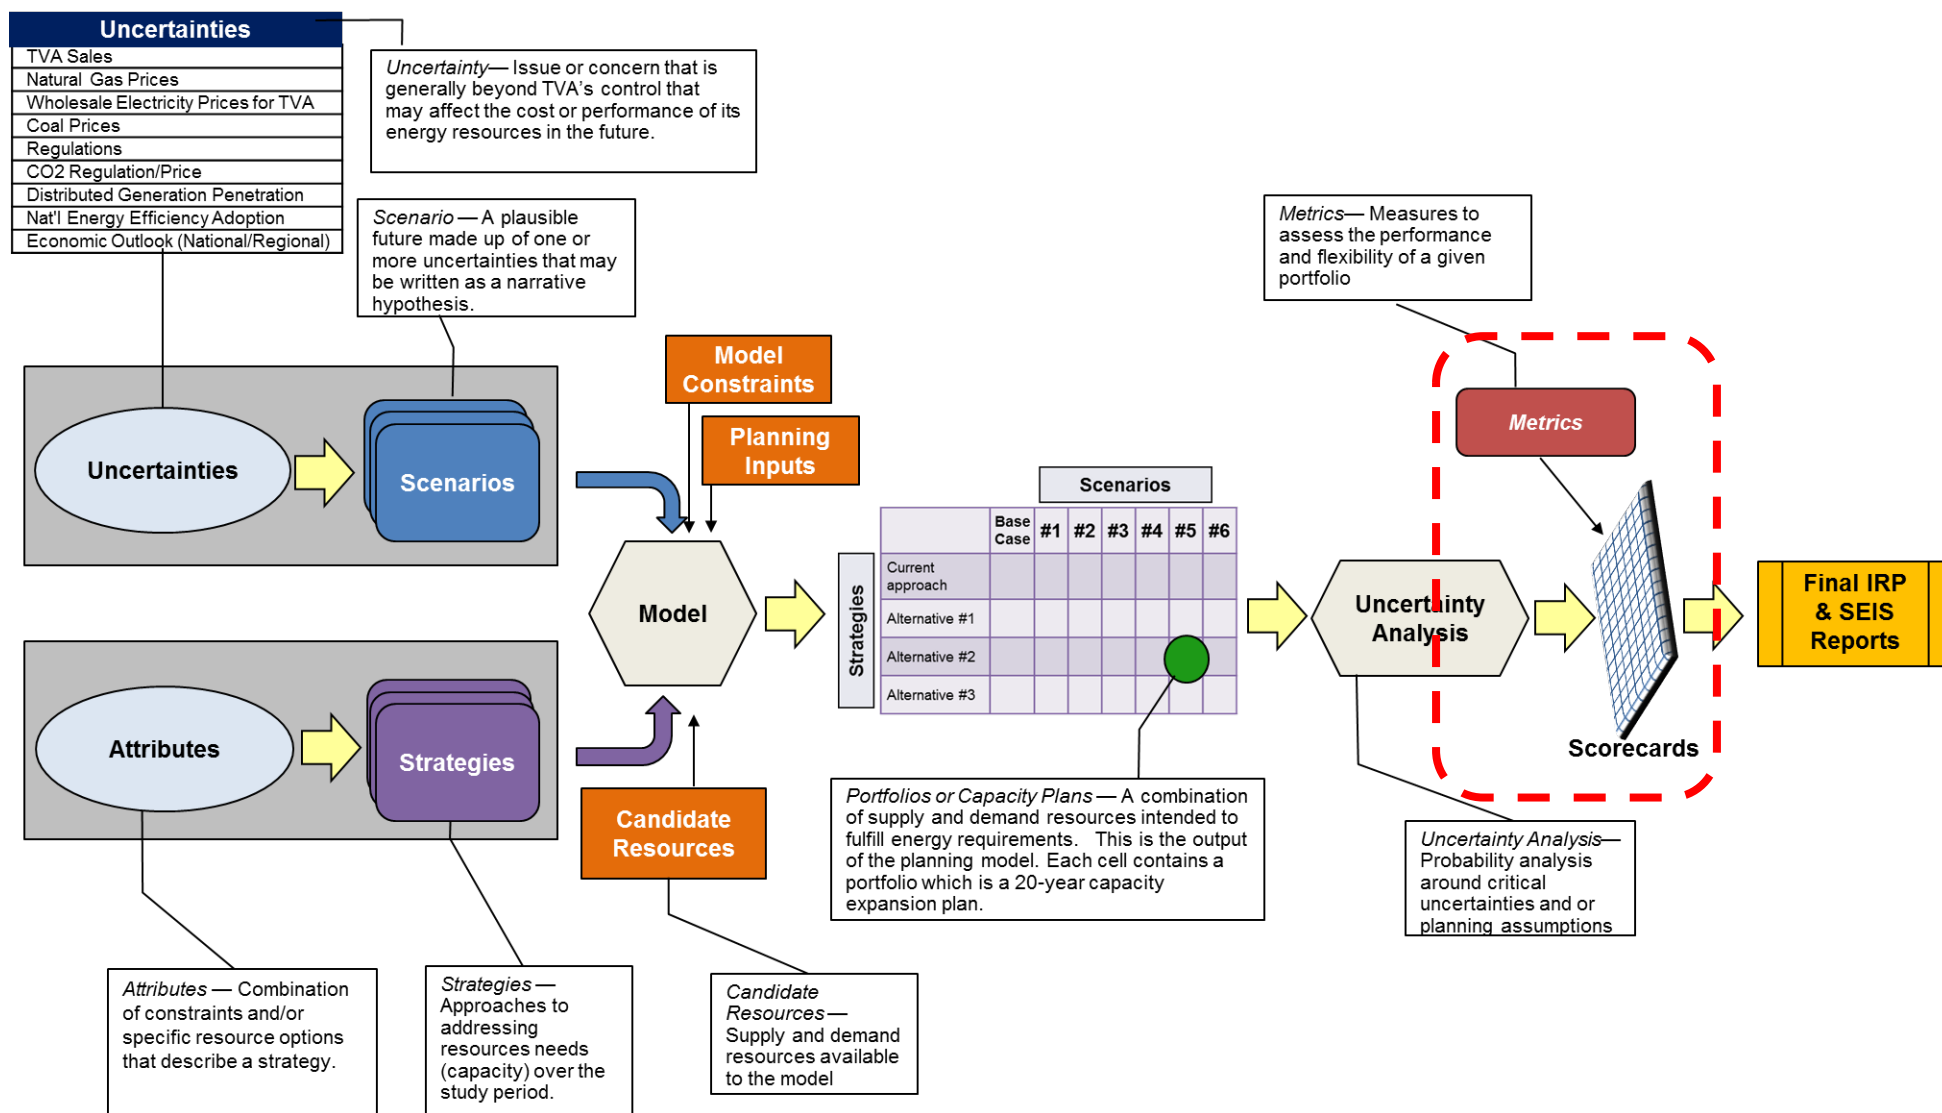 Uncertainties
TVA Sales
Natural Gas Prices
Wholesale Electricity Prices for TVA
Coal Prices
Regulations
CO2 Regulation/Price
Distributed Generation Penetration
Nat'l Energy Efficiency Adoption
Economic Outlook (National/Regional)
Uncertainty— Issue or concern that is
generally beyond TVA's control that
may affect the cost or performance of its
energy resources in the future.
Scenario — A plausible
future made up of one or
more uncertainties that may
be written as a narrative
hypothesis.
Metrics— Measures to
assess the performance
and flexibility of a given
portfolio
Model
Constraints
Planning
Inputs
Uncertainties
Scenarios
Metrics
Scenarios
Base
Case
#1 #2 #3 #4 #5 #6
Strategies
Current
approach
Alternative #1
Alternative #2
Alternative #3
Model
Uncertainty
Analysis
Scorecards
Final IRP
& SEIS
Reports
Attributes
Strategies
Candidate
Resources
Portfolios or Capacity Plans — A combination
of supply and demand resources intended to
fulfill energy requirements. This is the output
of the planning model. Each cell contains a
portfolio which is a 20-year capacity
expansion plan.
Uncertainty Analysis—
Probability analysis
around critical
uncertainties and or
planning assumptions
Attributes — Combination
of constraints and/or
specific resource options
that describe a strategy.
Strategies —
Approaches to
addressing
resources needs
(capacity) over the
study period.
Candidate
Resources —
Supply and demand
resources available
to the model